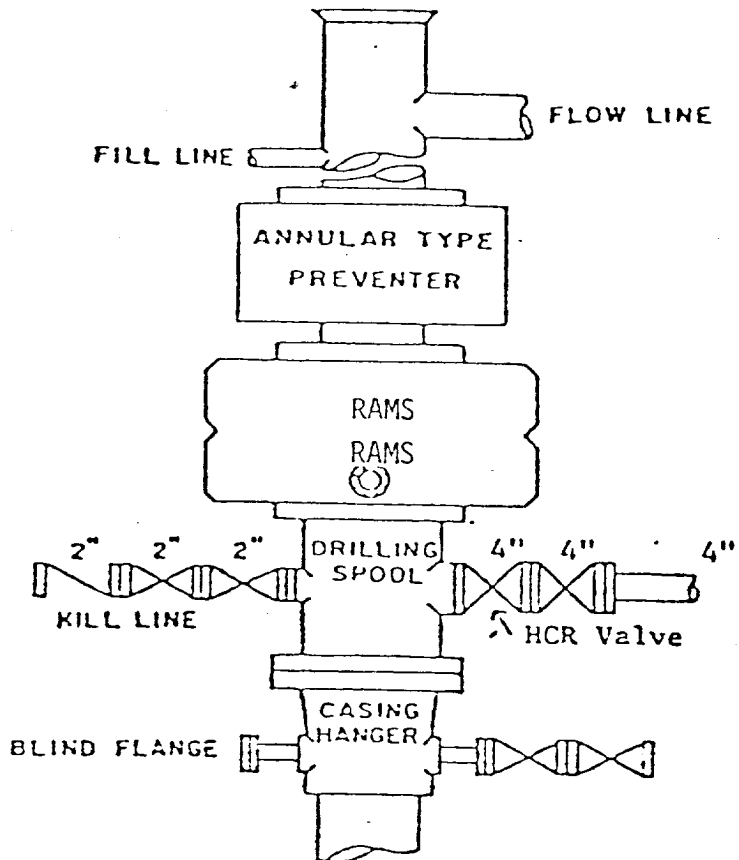 FLOW LINE
FILL LINE
ANNULAR TYPE
PREVENTER
RAMS
RAMS
2" 2" 2" DRILLING 4" 4" 4"
SPOOL
KILL LINE
HCR Valve
CASING
HANGER
BLIND FLANGE